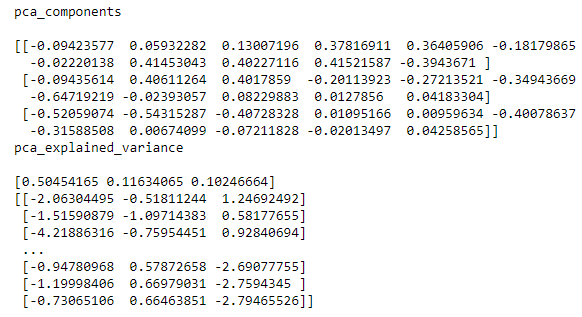 pca_components
[[-0.09423577 0.05932282 0.13007196 0.37816911 0.36405906 -0.18179865
-0.02220138 0.41453043 0.40227116 0.41521587 -0.3943671 ]
[-0.09435614 0.40611264 0.4017859 -0.20113923 -0.27213521 -0.34943669
-0.64719219 -0.02393057 0.08229883 0.0127856 0.04183304]
[-0.52059074 -0.54315287 -0.40728328 0.01095166 0.00959634 -0.40078637
-0.31588508 0.00674099 -0.07211828 -0.02013497 0.04258565]]
pca_explained_variance
[0.50454165 0.11634065 0.10246664]
[[-2.06304495 -0.51811244 1.24692492]
[-1.51590879 -1.09714383 0.58177655]
[-4.21886316 -0.75954451 0.92840694]
...
[-0.94780968 0.57872658 -2.69077755]
[-1.19998406 0.66979031 -2.7594345 ]
[-0.73065106 0.66463851 -2.79465526]]